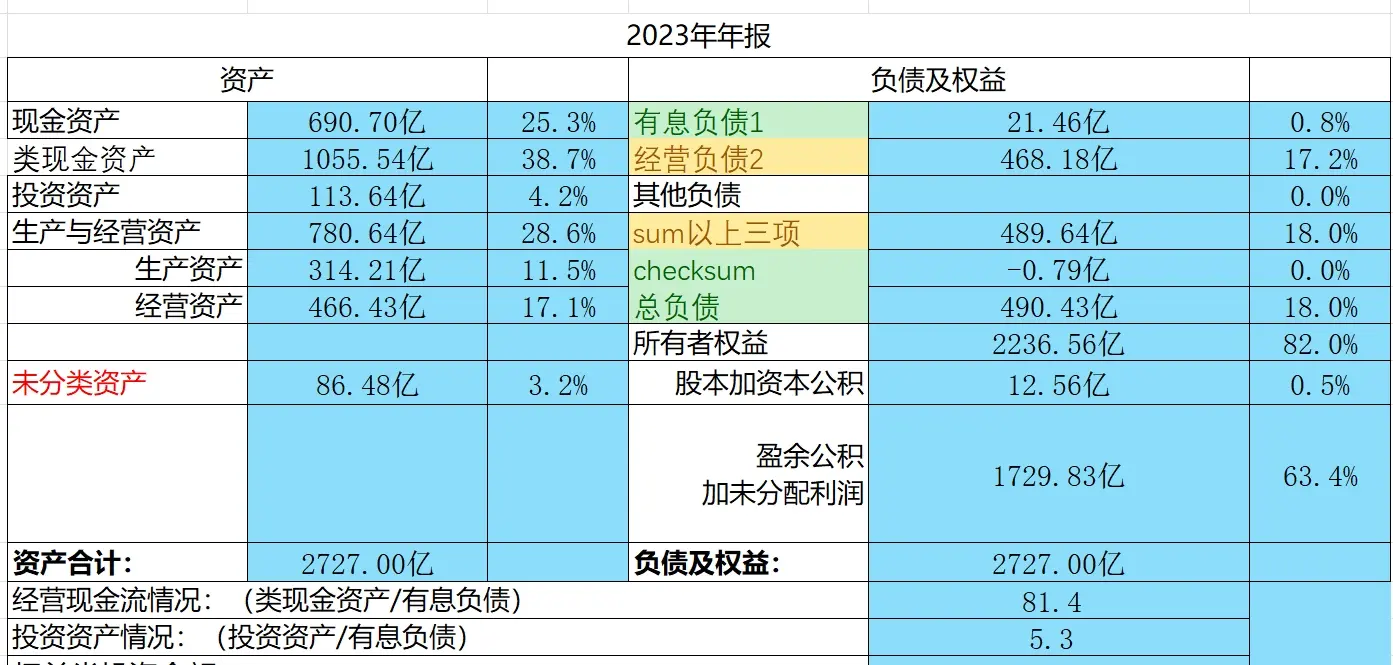 2023年年报
资产 负债及权益
现金资产 690.70亿 25.3% 有息负债1 21.46亿 0.8%
类现金资产 1055.54亿 38.7% 经营负债2 468.18亿 17.2%
投资资产 113.64亿 4.2% 其他负债 0.0%
生产与经营资产 780.64亿 28.6% sum以上三项 489.64亿 18.0%
生产资产 314.21亿 11.5% checksum -0.79亿 0.0%
经营资产 466.43亿 17.1% 总负债 490.43亿 18.0%
所有者权益 2236.56亿 82.0%
未分类资产 86.48亿 3.2% 股本加资本公积 12.56亿 0.5%
盈余公积
加未分配利润 1729.83亿 63.4%
资产合计： 2727.00亿 负债及权益： 2727.00亿
经营现金流情况：（类现金资产/有息负债） 81.4
投资资产情况：（投资资产/有息负债） 5.3